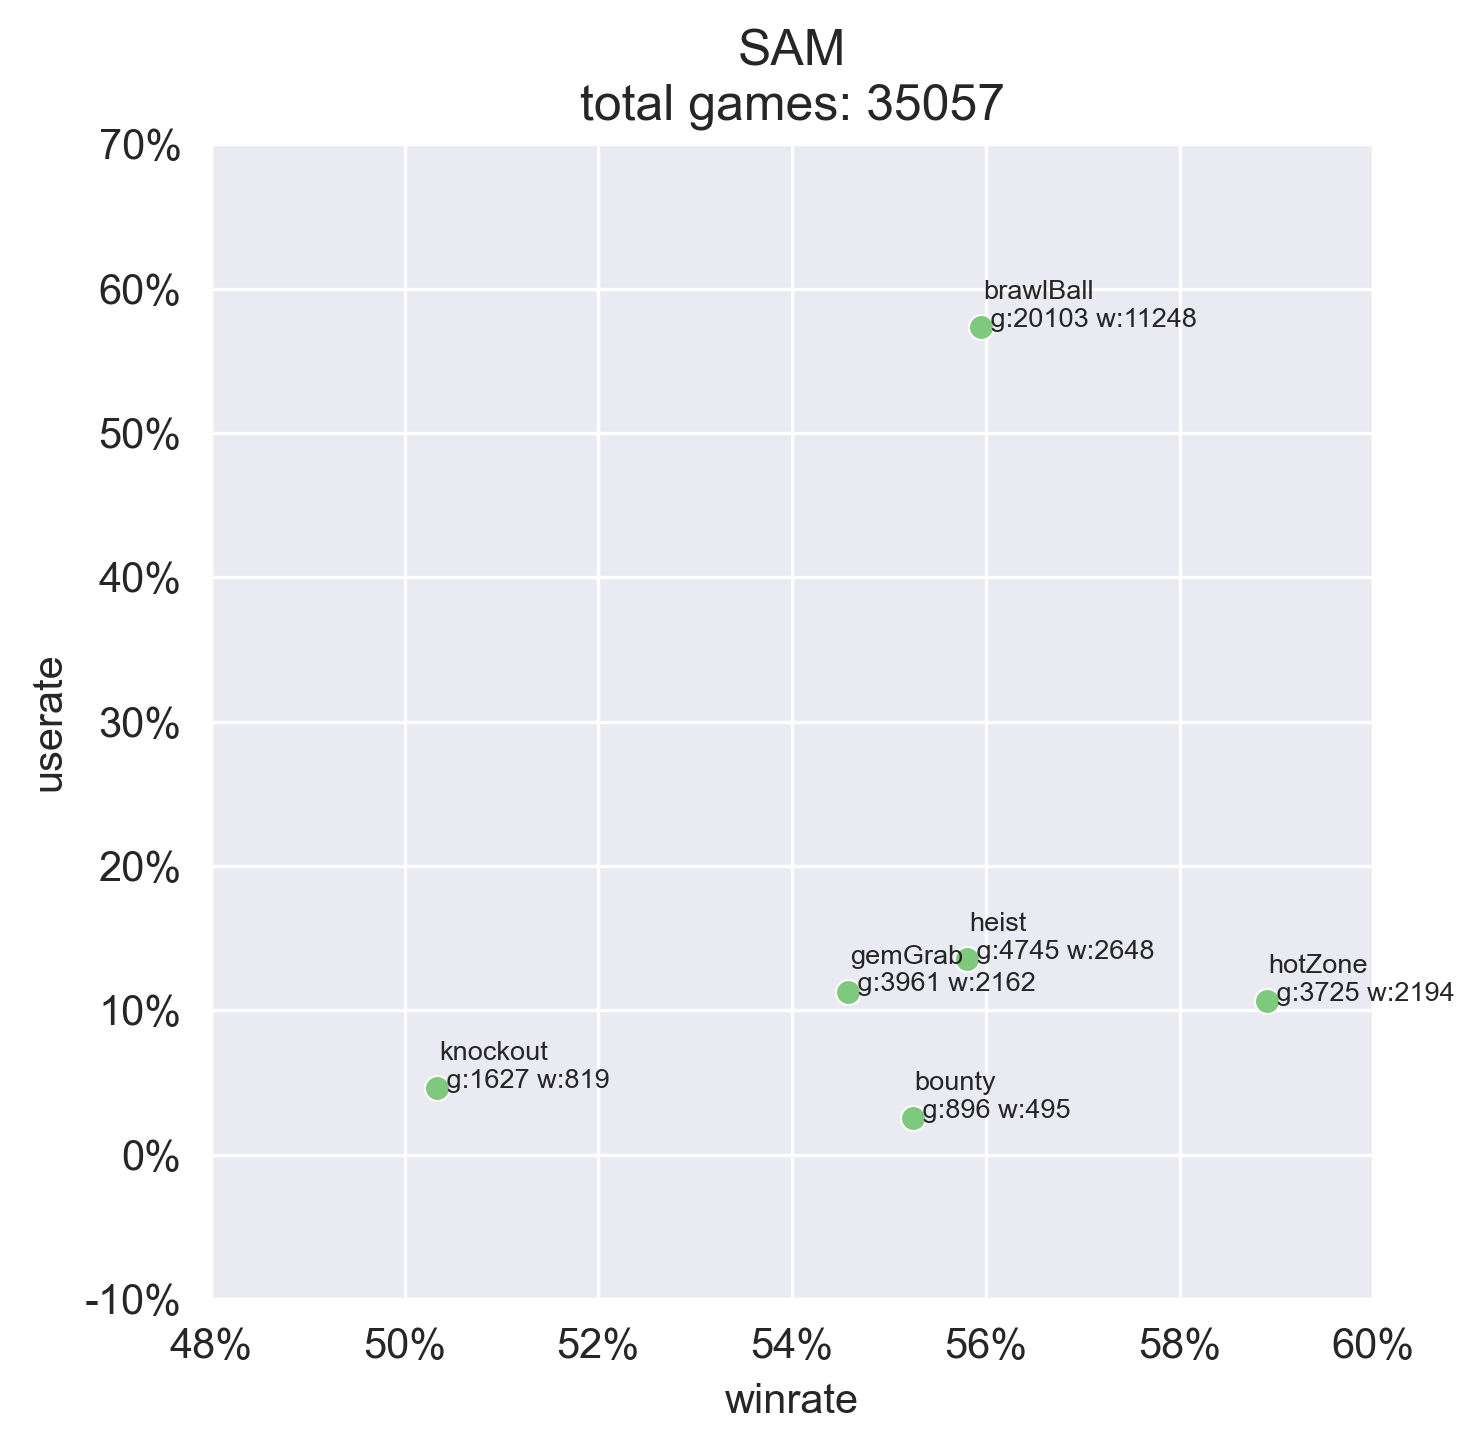 SAM
total games: 35057
70%
60%
50%
40%
30%
20%
10%
0%
-10%
userate
brawlBall
g:20103 w:11248
heist
g:4745 w:2648
gemGrab
g:3961 w:2162
hotZone
g:3725 w:2194
knockout
g:1627 w:819
bounty
g:896 w:495
48% 50% 52% 54% 56% 58% 60%
winrate